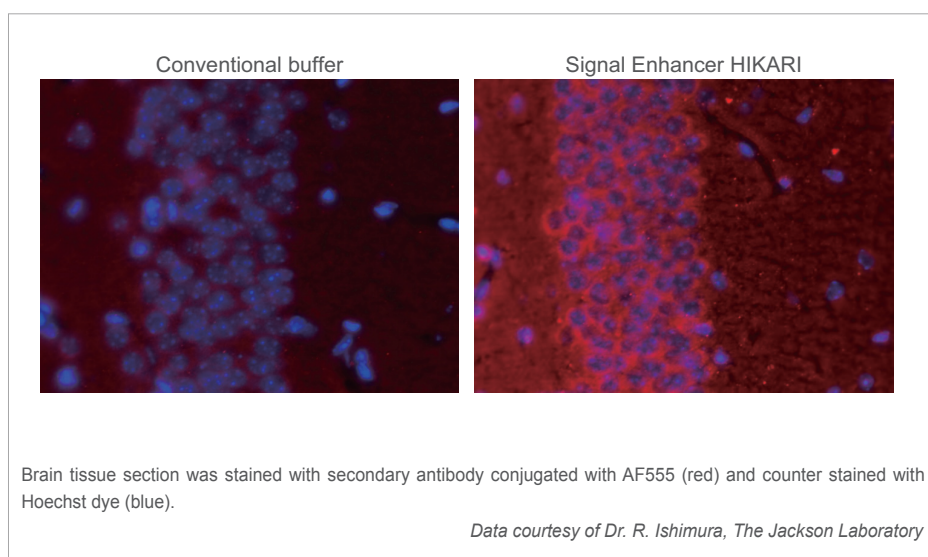 Conventional buffer
Signal Enhancer HIKARI
Brain tissue section was stained with secondary antibody conjugated with AF555 (red) and counter stained with
Hoechst dye (blue).
Data courtesy of Dr. R. Ishimura, The Jackson Laboratory